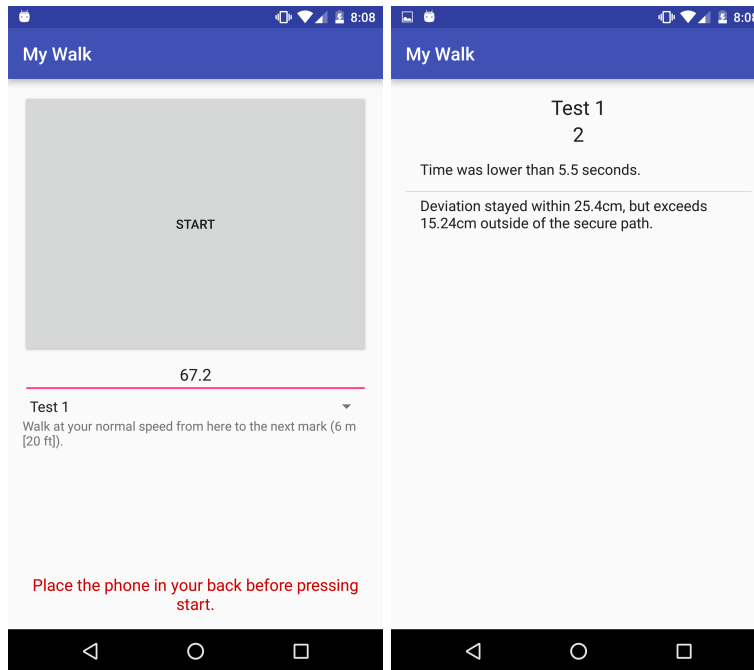 8:08
My Walk
START
67.2
Test 1
Walk at your normal speed from here to the next mark (6 m
[20 ft]).
Place the phone in your back before pressing
start.
8:08
My Walk
Test 1
2
Time was lower than 5.5 seconds.
Deviation stayed within 25.4cm, but exceeds
15.24cm outside of the secure path.